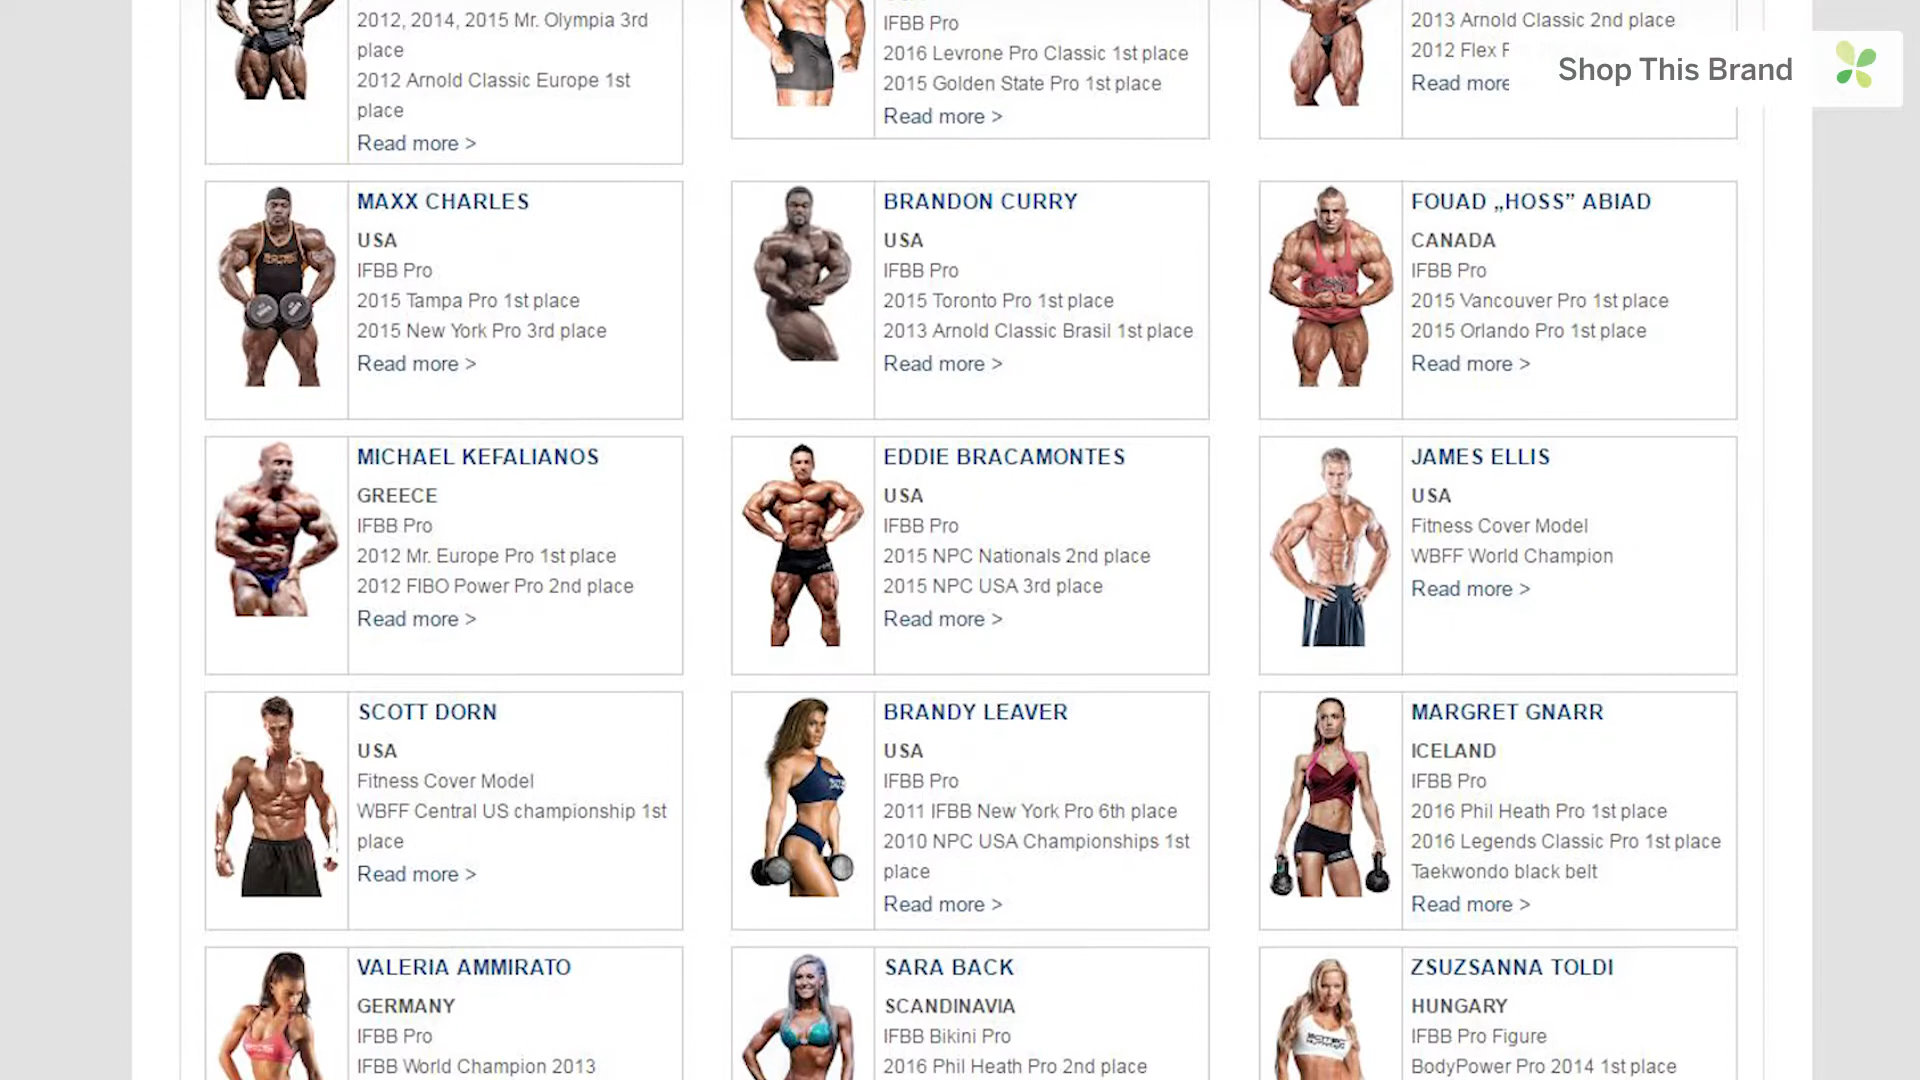 2012, 2014, 2015 Mr. Olympia 3rd
place
2012 Arnold Classic Europe 1st
place
Read more >
IFBB Pro
2016 Levrone Pro Classic 1st place
2015 Golden State Pro 1st place
Read more >
2013 Arnold Classic 2nd place
2012 Flex
Read more
Shop This Brand
MAXX CHARLES
USA
IFBB Pro
2015 Tampa Pro 1st place
2015 New York Pro 3rd place
Read more >
BRANDON CURRY
USA
IFBB Pro
2015 Toronto Pro 1st place
2013 Arnold Classic Brasil 1st place
Read more >
FOUAD „HOSS” ABIAD
CANADA
IFBB Pro
2015 Vancouver Pro 1st place
2015 Orlando Pro 1st place
Read more >
MICHAEL KEFALIANOS
GREECE
IFBB Pro
2012 Mr. Europe Pro 1st place
2012 FIBO Power Pro 2nd place
Read more >
EDDIE BRACAMONTES
USA
IFBB Pro
2015 NPC Nationals 2nd place
2015 NPC USA 3rd place
Read more >
JAMES ELLIS
USA
Fitness Cover Model
WBFF World Champion
Read more >
SCOTT DORN
USA
Fitness Cover Model
WBFF Central US championship 1st
place
Read more >
BRANDY LEAVER
USA
IFBB Pro
2011 IFBB New York Pro 6th place
2010 NPC USA Championships 1st
place
Read more >
MARGRET GNARR
ICELAND
IFBB Pro
2016 Phil Heath Pro 1st place
2016 Legends Classic Pro 1st place
Taekwondo black belt
Read more >
VALERIA AMMIRATO
GERMANY
IFBB Pro
IFBB World Champion 2013
SARA BACK
SCANDINAVIA
IFBB Bikini Pro
2016 Phil Heath Pro 2nd place
ZSUZSANNA TOLDI
HUNGARY
IFBB Pro Figure
BodyPower Pro 2014 1st place